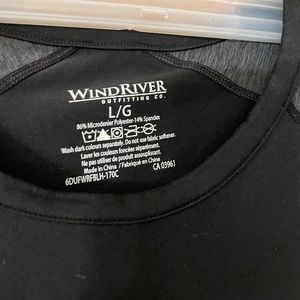 WINDRIVER
OUTFITTING CO.
L/G
86% Microdenier Polyester-14% Spandex
Wash dark colours separately. Do not use fabric softener.
Laver les couleurs foncées séparément.
Ne pas utiliser de produit assouplissant.
Made in China / Fabriqué en China
6DUFWRFBLH-170C CA 03961